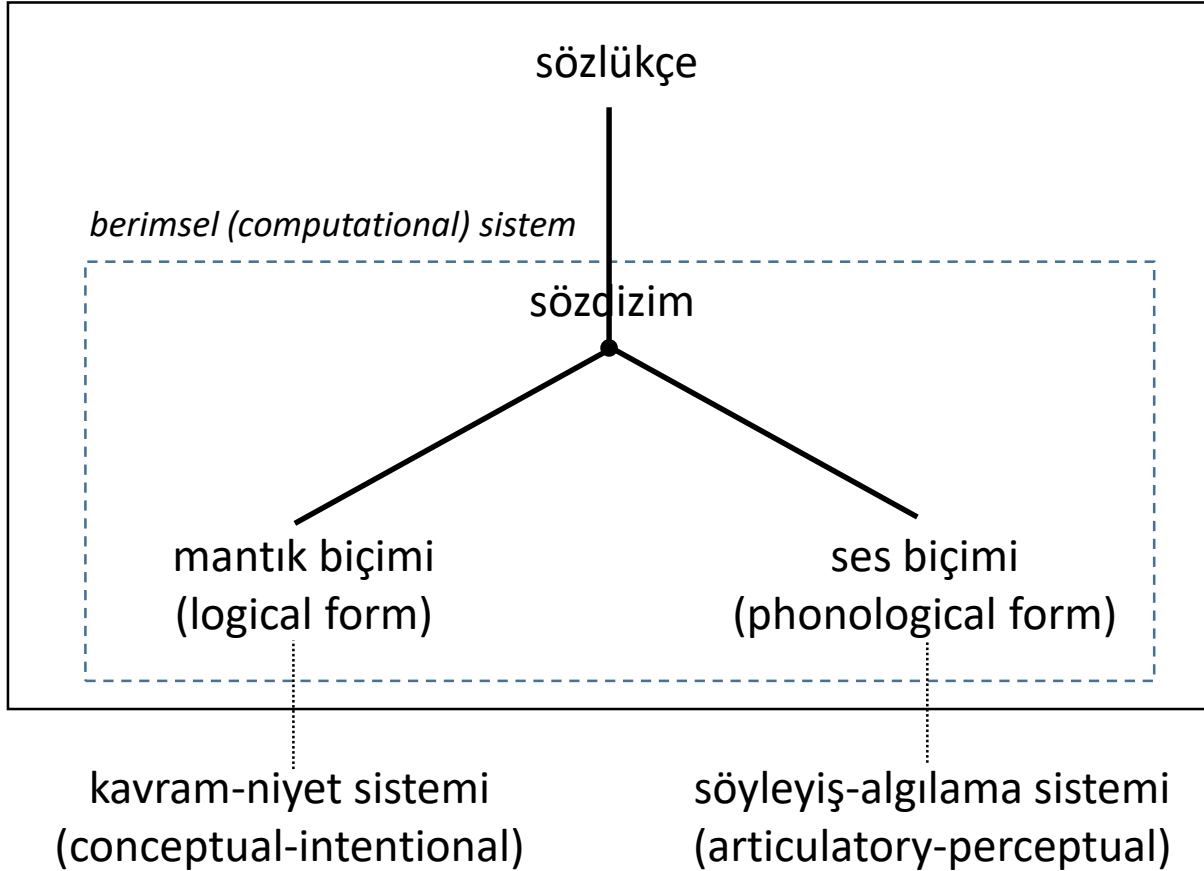 sözlükçe
berimsel (computational) sistem
sözdizim
mantık biçimi
(logical form)
ses biçimi
(phonological form)
kavram-niyet sistemi
(conceptual-intentional)
söyleyiş-algılama sistemi
(articulatory-perceptual)